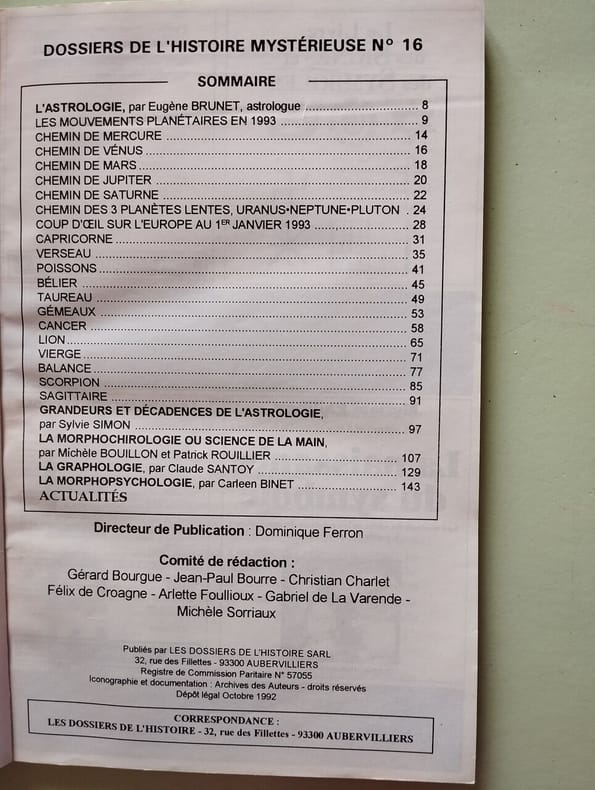 DOSSIERS DE L'HISTOIRE MYSTÉRIEUSE N° 16
SOMMAIRE
L'ASTROLOGIE, par Eugène BRUNET, astrologue ................................ 8
LES MOUVEMENTS PLANÉTAIRES EN 1993 ................................ 9
CHEMIN DE MERCURE ................................ 14
CHEMIN DE VÉNUS ................................ 16
CHEMIN DE MARS ................................ 18
CHEMIN DE JUPITER ................................ 20
CHEMIN DE SATURNE ................................ 22
CHEMIN DES 3 PLANÈTES LENTES, URANUS•NEPTUNE•PLUTON . 24
COUP D'ŒIL SUR L'EUROPE AU 1ER JANVIER 1993 ................................ 28
CAPRICORNE ................................ 31
VERSEAU ................................ 35
POISSONS ................................ 41
BÉLIER ................................ 45
TAUREAU ................................ 49
GÉMEAUX ................................ 53
CANCER ................................ 58
LION ................................ 65
VIERGE ................................ 71
BALANCE ................................ 77
SCORPION ................................ 85
SAGITTAIRE ................................ 91
GRANDEURS ET DÉCADENCES DE L'ASTROLOGIE,
par Sylvie SIMON ................................ 97
LA MORPHOCHIROLOGIE OU SCIENCE DE LA MAIN,
par Michèle BOUILLON et Patrick ROUILLIER ................................ 107
LA GRAPHOLOGIE, par Claude SANTOY ................................ 129
LA MORPHOPSYCHOLOGIE, par Carleen BINET ................................ 143
ACTUALITÉS
Directeur de Publication : Dominique Ferron
Comité de rédaction :
Gérard Bourgue - Jean-Paul Bourre - Christian Charlet
Félix de Croagne - Arlette Foullioux - Gabriel de La Varende -
Michèle Sorriaux
Publiés par LES DOSSIERS DE L'HISTOIRE SARL
32, rue des Fillettes - 93300 AUBERVILLIERS
Registre de Commission Paritaire N° 57055
Iconographie et documentation : Archives des Auteurs - droits réservés
Dépôt légal Octobre 1992
CORRESPONDANCE :
LES DOSSIERS DE L'HISTOIRE - 32, rue des Fillettes - 93300 AUBERVILLIERS